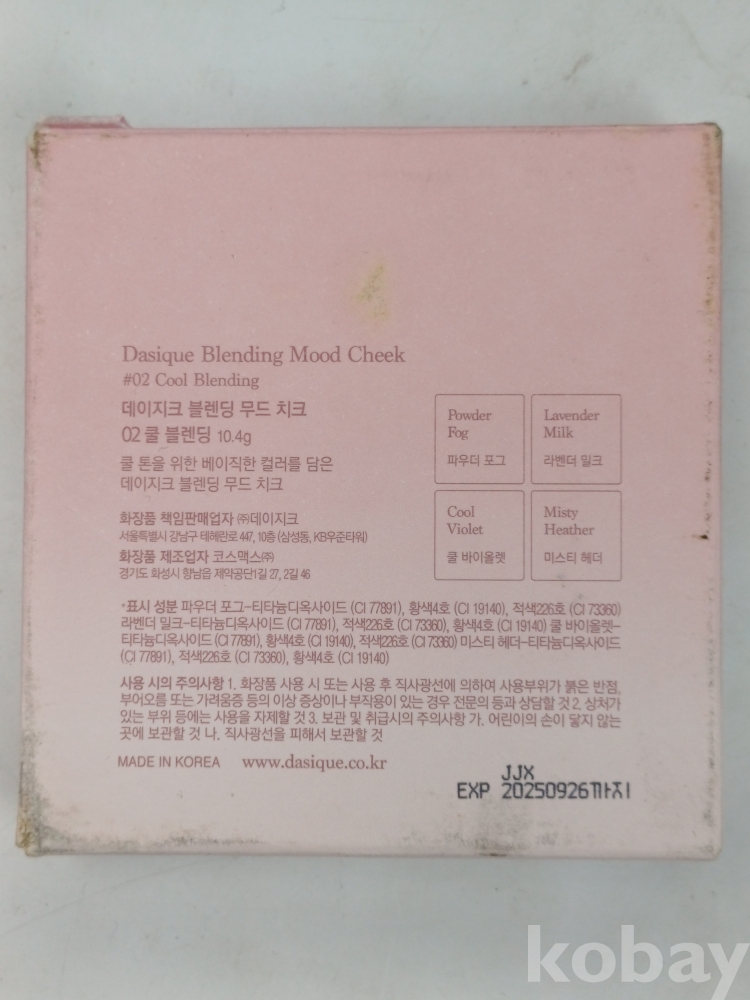 Dasique Blending Mood Cheek
#02 Cool Blending
데이지크 블렌딩 무드 치크
02 쿨 블렌딩 10.4g
쿨 톤을 위한 베이직한 컬러를 담은
데이지크 블렌딩 무드 치크
Powder
Fog
파우더 포그
Lavender
Milk
라벤더 밀크
Cool
Violet
쿨 바이올렛
Misty
Heather
미스티 헤더
화장품 책임판매업자 ㈜데이지크
서울특별시 강남구 테헤란로 447, 10층 (삼성동, KB우준타워)
화장품 제조업자 코스맥스㈜
경기도 화성시 향남읍 제약공단1길 27, 2길 46
*표시 성분 파우더 포그-티타늄디옥사이드 (CI 77891), 황색4호 (CI 19140), 적색226호 (CI 73360)
라벤더 밀크-티타늄디옥사이드 (CI 77891), 적색226호 (CI 73360), 황색4호 (CI 19140) 쿨 바이올렛-
티타늄디옥사이드 (CI 77891), 황색4호 (CI 19140), 적색226호 (CI 73360) 미스티 헤더-티타늄디옥사이드
(CI 77891), 적색226호 (CI 73360), 황색4호 (CI 19140)
사용 시의 주의사항 1. 화장품 사용 시 또는 사용 후 직사광선에 의하여 사용부위가 붉은 반점,
부어오름 또는 가려움증 등의 이상 증상이나 부작용이 있는 경우 전문의 등과 상담할 것 2. 상처가
있는 부위 등에는 사용을 자제할 것 3. 보관 및 취급시의 주의사항 가. 어린이의 손이 닿지 않는
곳에 보관할 것 나. 직사광선을 피해서 보관할 것
MADE IN KOREA www.dasique.co.kr
JJX
EXP 20250926까지
kobay